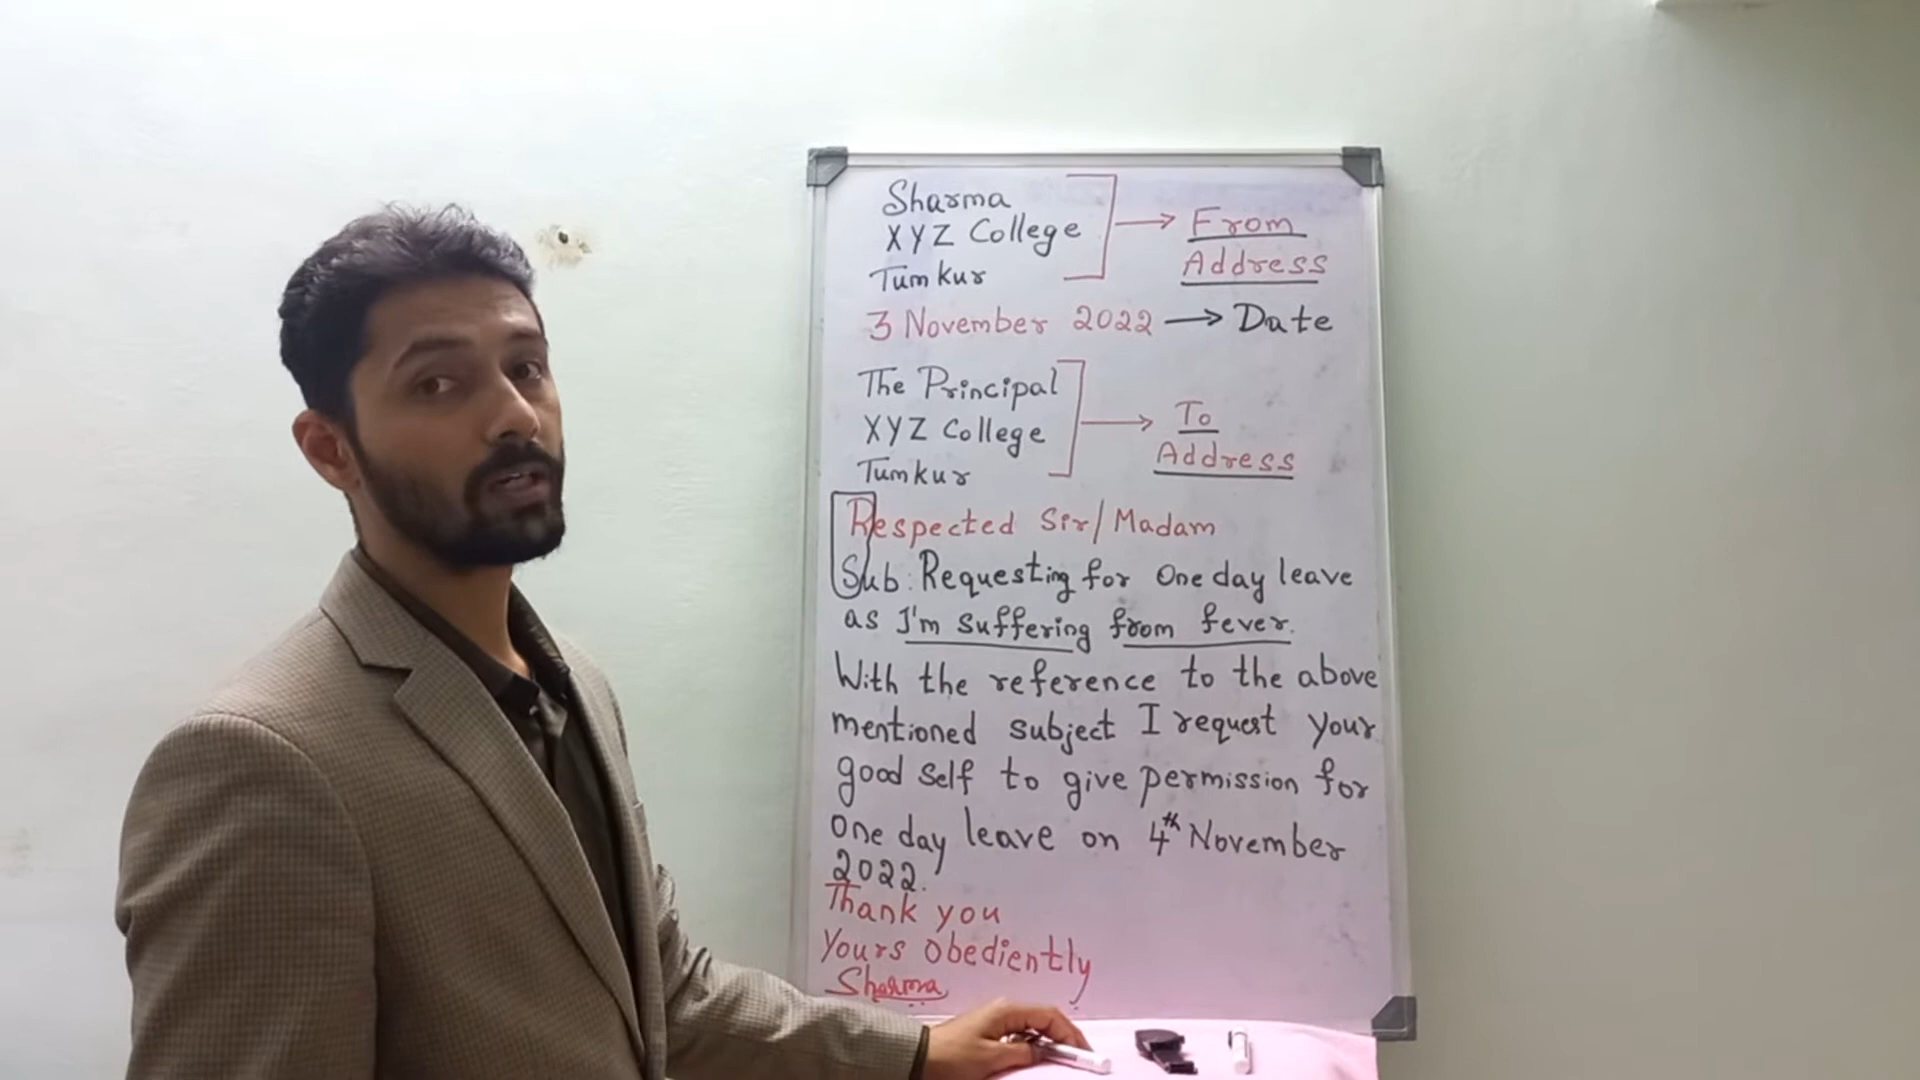 Sharma
XYZ College
Tumkur
From
Address
3 November 2022 → Date
The Principal
XYZ College
Tumkur
To
Address
Respected Sir/Madam
Sub: Requesting for One day leave
as I'm suffering from fever.
With the reference to the above
mentioned subject I request your
good self to give permission for
One day leave on 4th November
2022.
Thank you
Yours Obediently
Sharma